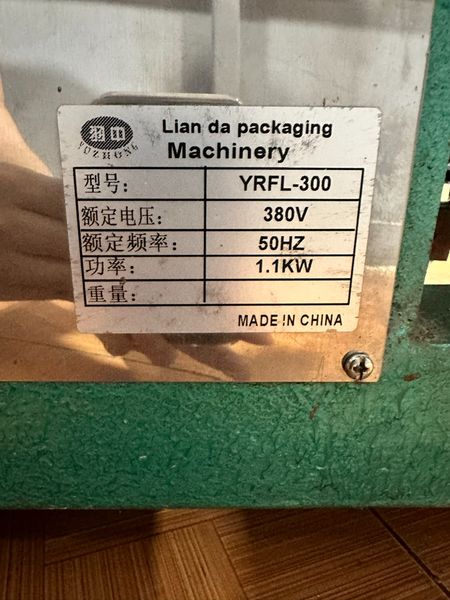 YUZHONG
Lian da packaging
Machinery
型号: YRFL-300
额定电压: 380V
额定频率: 50HZ
功率: 1.1KW
重量:
MADE IN CHINA